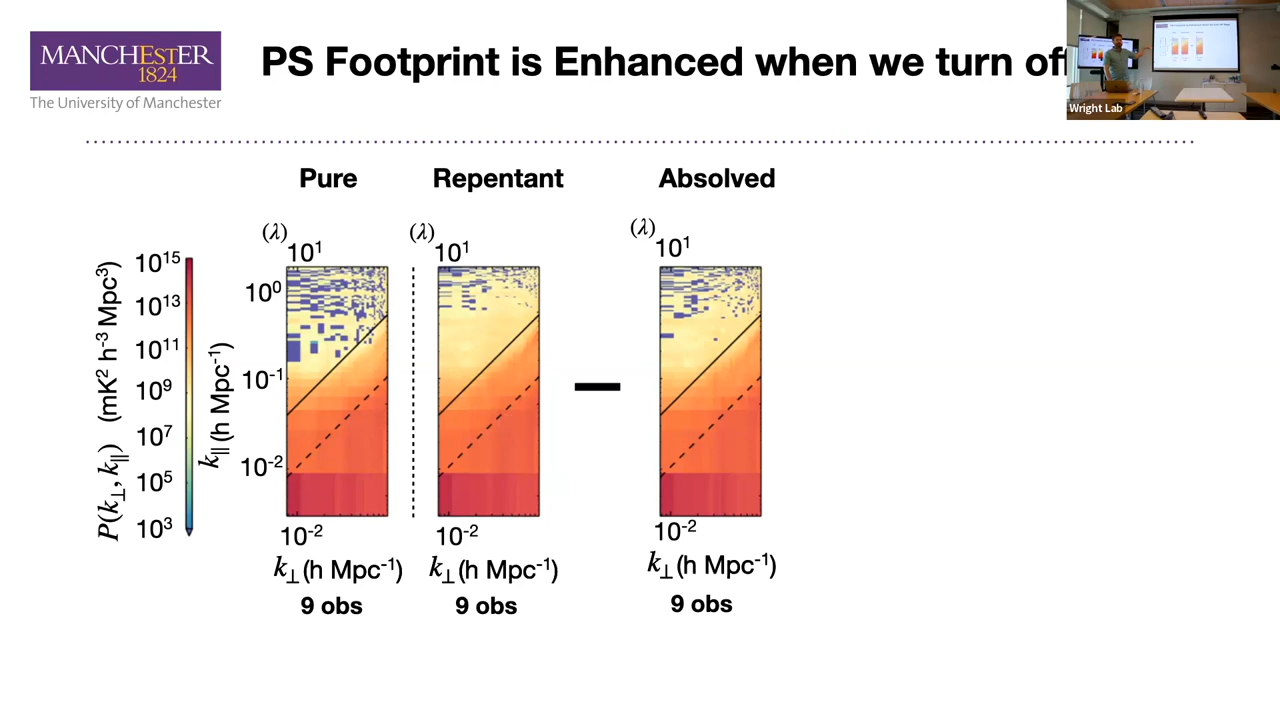 MANCHESTER
1824
The University of Manchester
PS Footprint is Enhanced when we turn of
Wright Lab
Pure
Repentant
Absolved
(λ)
10¹
(λ)
10¹
(λ)
10¹
P(k⊥, k∥) (mK² h⁻³ Mpc³)
10¹⁵
10¹³
10¹¹
10⁹
10⁷
10⁵
10³
k∥ (h Mpc⁻¹)
10⁰
10⁻¹
10⁻²
10⁻²
10⁻²
10⁻²
k⊥ (h Mpc⁻¹)
k⊥ (h Mpc⁻¹)
k⊥ (h Mpc⁻¹)
9 obs
9 obs
9 obs